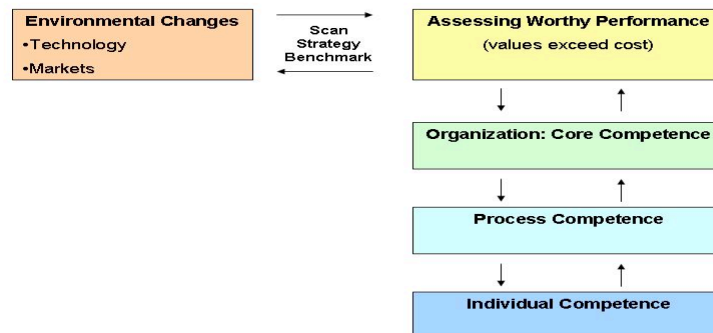 Environmental Changes
•Technology
•Markets
Scan
Strategy
Benchmark
Assessing Worthy Performance
(values exceed cost)
Organization: Core Competence
Process Competence
Individual Competence